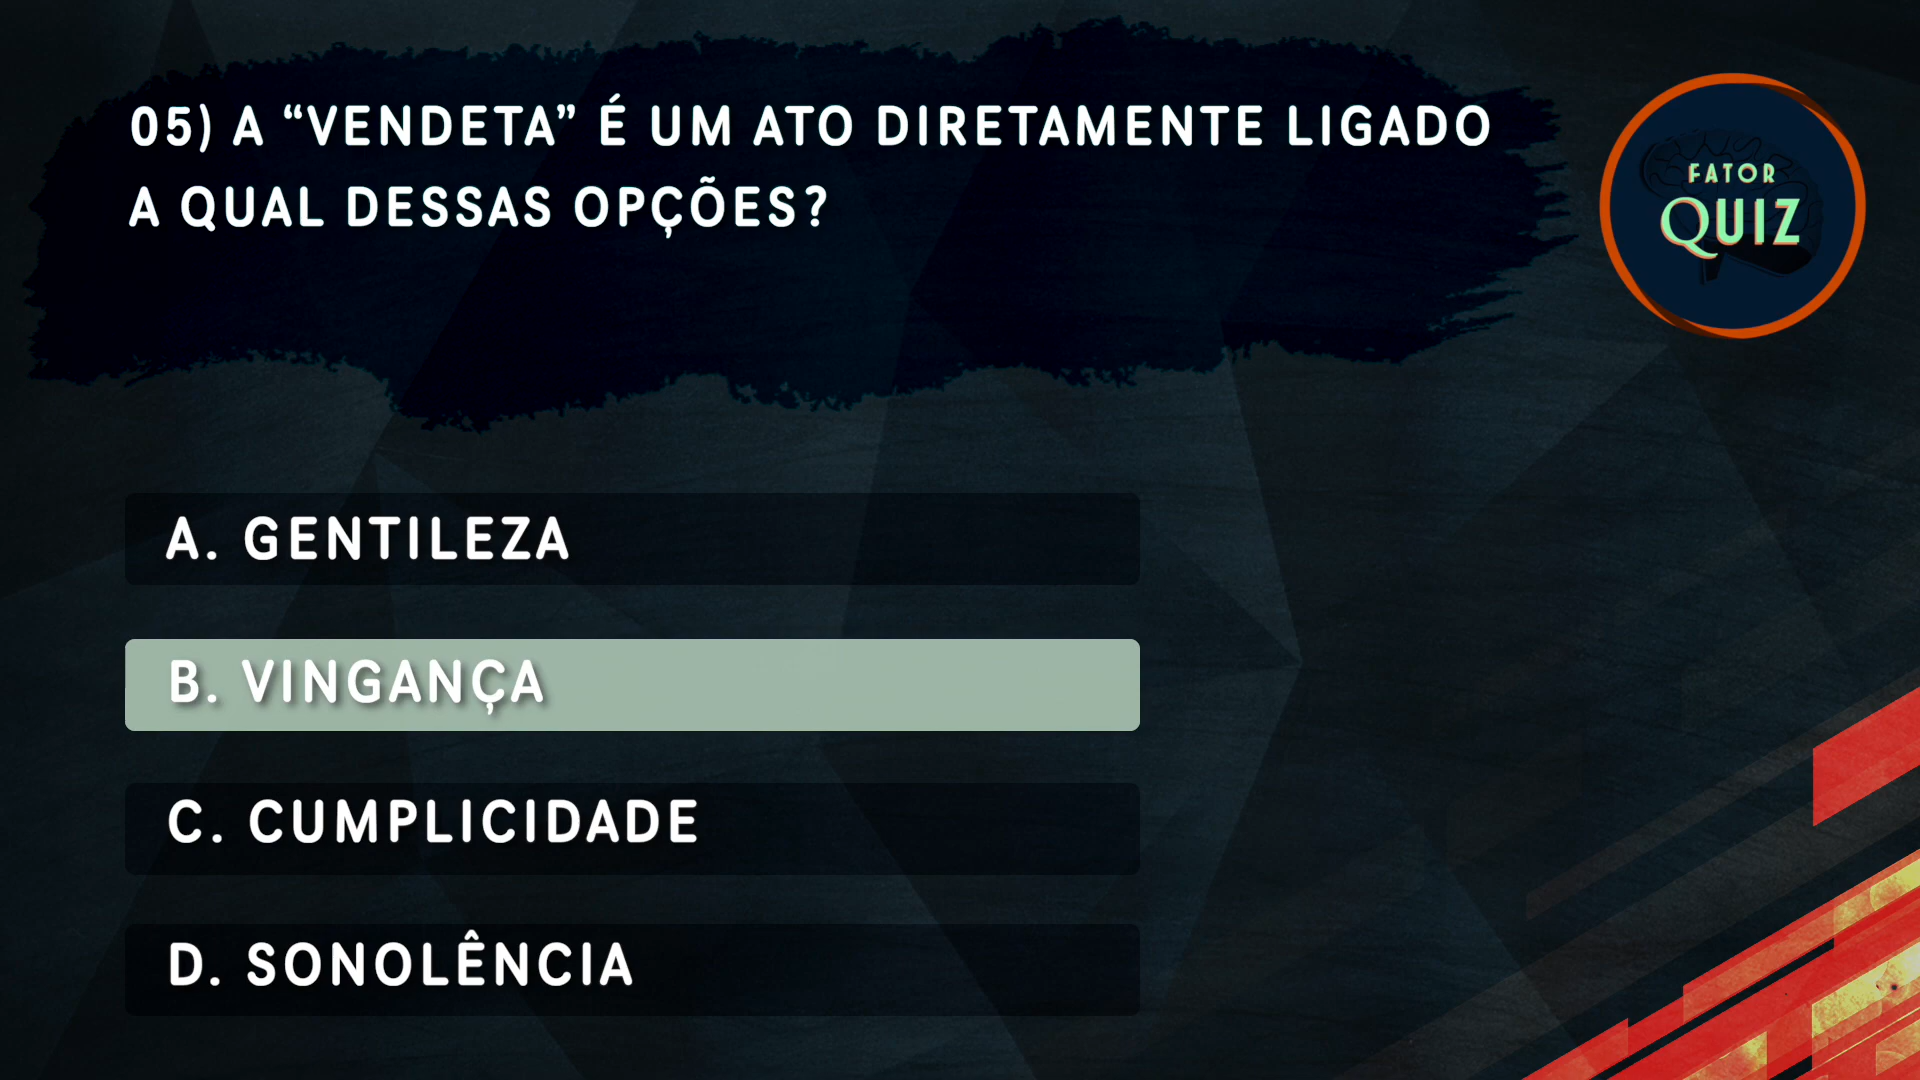 05) A “VENDETA” É UM ATO DIRETAMENTE LIGADO
A QUAL DESSAS OPÇÕES?
FATOR
QUIZ
A. GENTILEZA
B. VINGANÇA
C. CUMPLICIDADE
D. SONOLÊNCIA